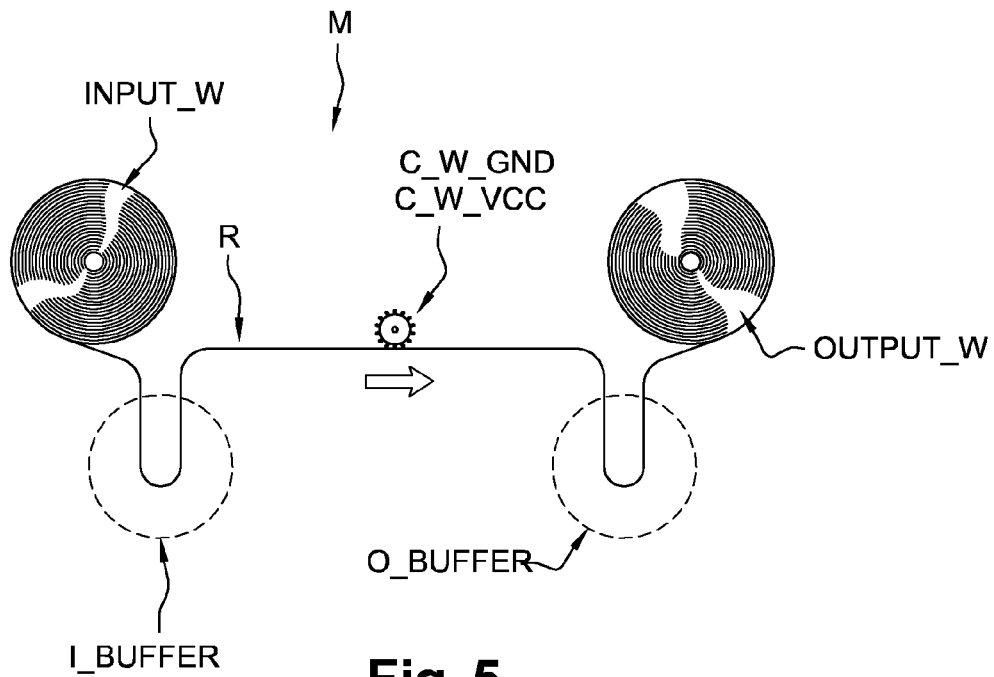 M
INPUT_W
C_W_GND
C_W_VCC
R
OUTPUT_W
O_BUFFER
I_BUFFER
Fig. 5